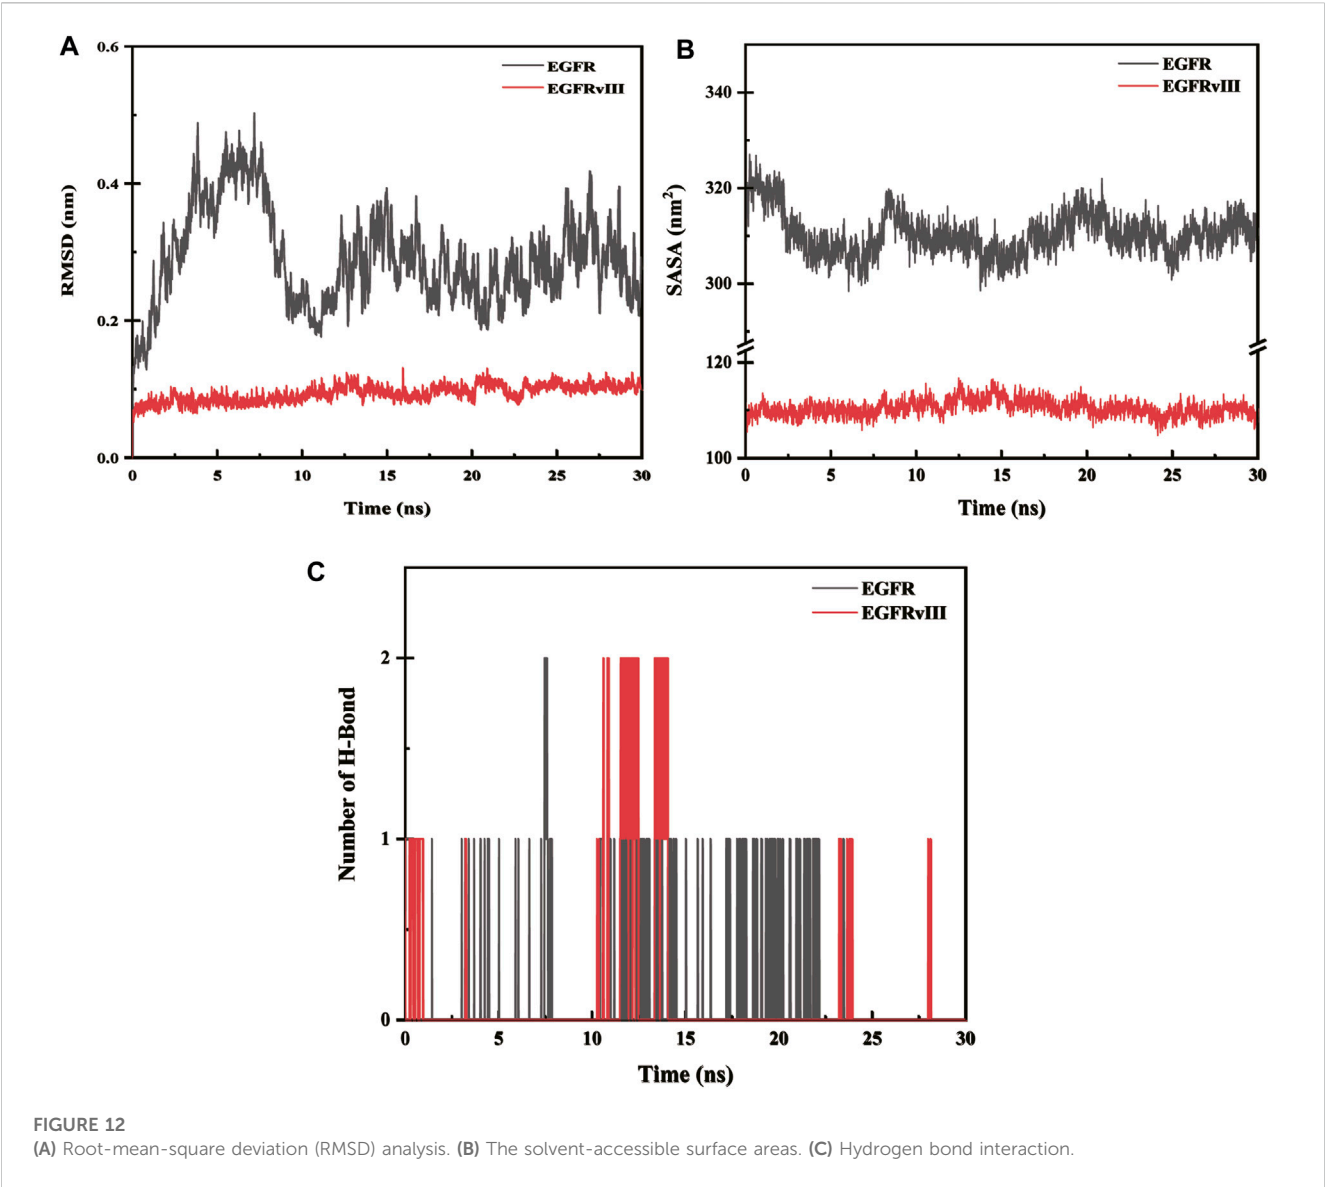 A
0.6
0.4
0.2
0.0
RMSD (nm)
EGFR
EGFRvIII
0 5 10 15 20 25 30
Time (ns)
B
340
320
300
120
100
SASA (nm²)
EGFR
EGFRvIII
0 5 10 15 20 25 30
Time (ns)
C
2
1
0
Number of H-Bond
EGFR
EGFRvIII
0 5 10 15 20 25 30
Time (ns)
FIGURE 12
(A) Root-mean-square deviation (RMSD) analysis. (B) The solvent-accessible surface areas. (C) Hydrogen bond interaction.